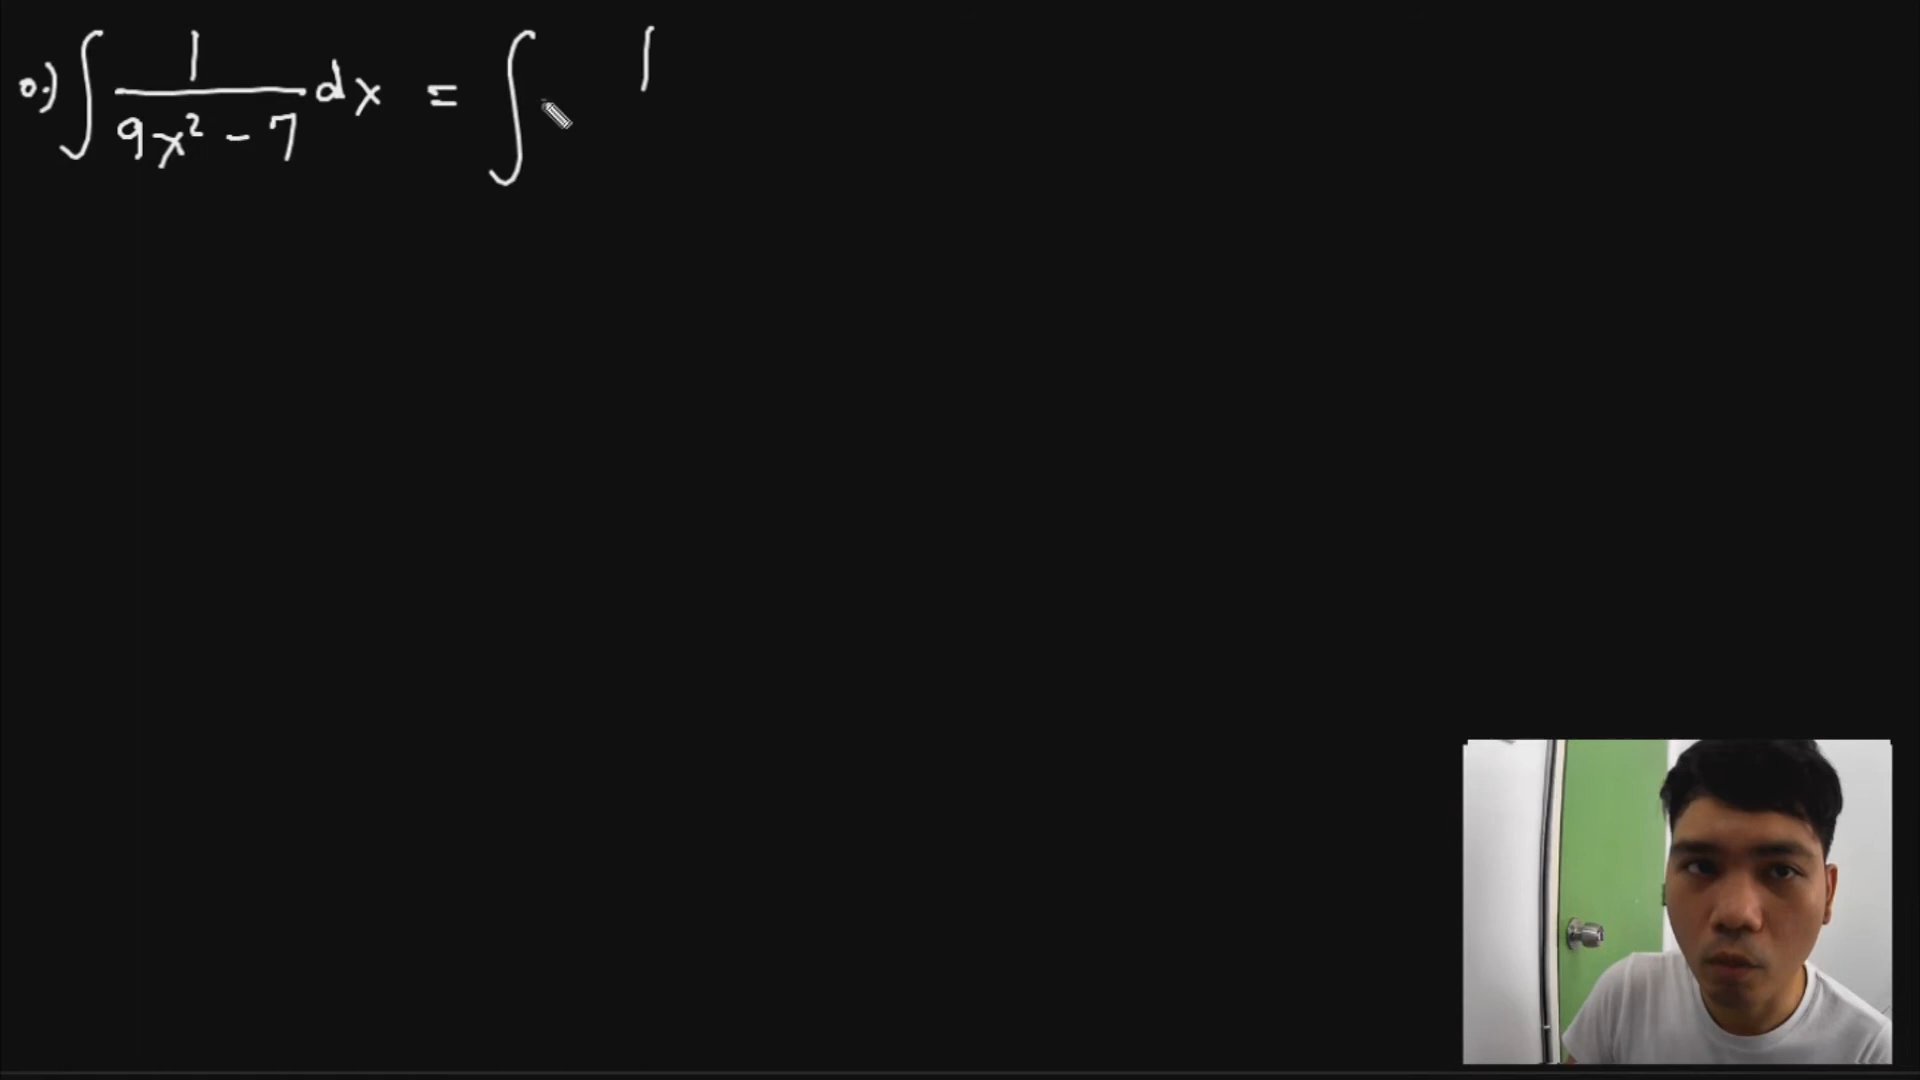 o.) ∫ 1/(9x² - 7) dx = ∫ 1